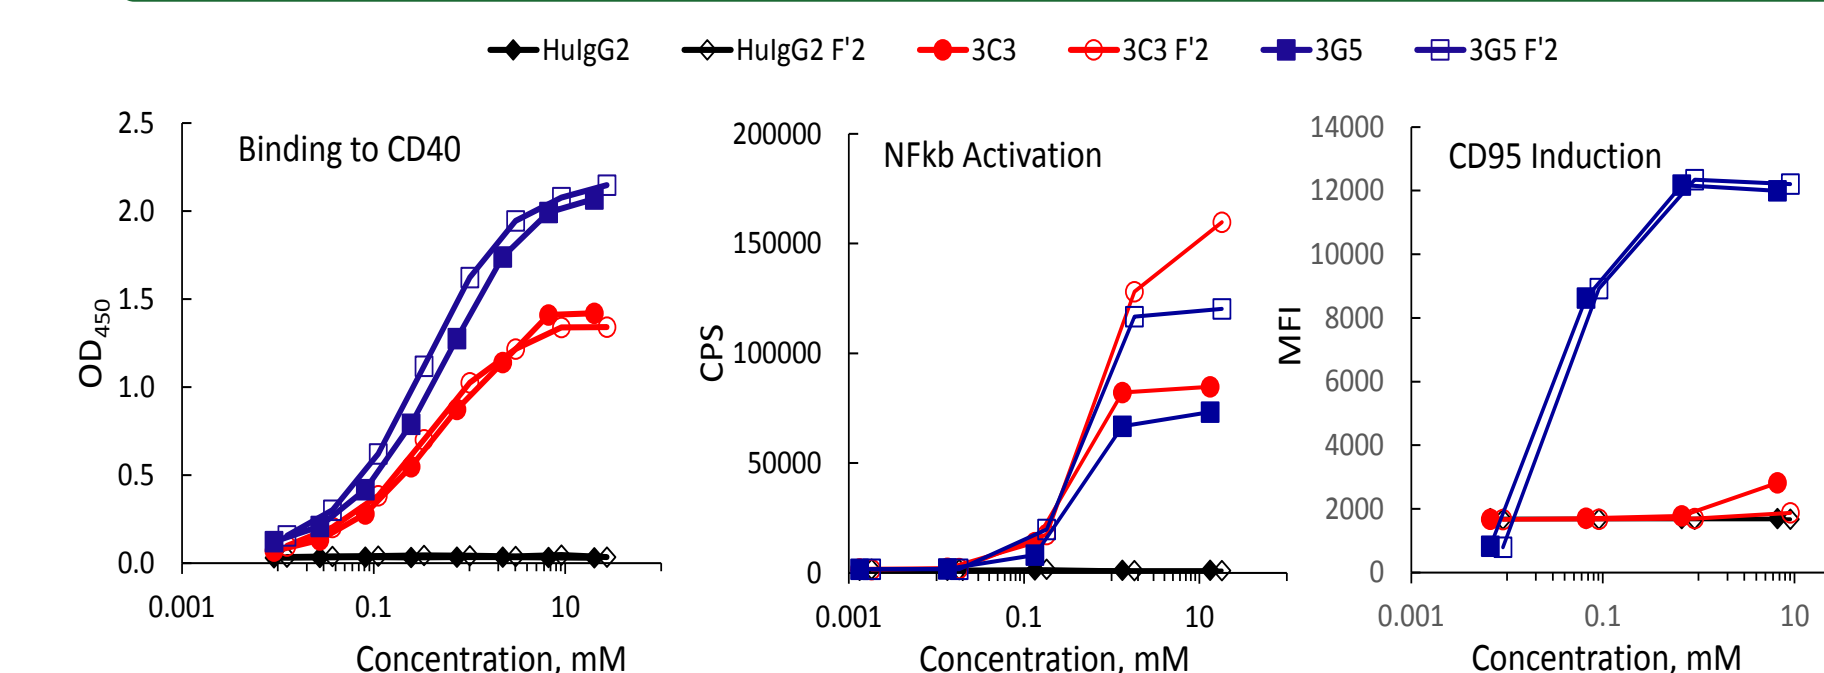 HuIgG2 HuIgG2 F'2 3C3 3C3 F'2 3G5 3G5 F'2
Binding to CD40
OD450
2.5
2.0
1.5
1.0
0.5
0.0
0.001 0.1 10
Concentration, mM
NFkb Activation
CPS
200000
150000
100000
50000
0
0.001 0.1 10
Concentration, mM
CD95 Induction
MFI
14000
12000
10000
8000
6000
4000
2000
0
0.001 0.1 10
Concentration, mM